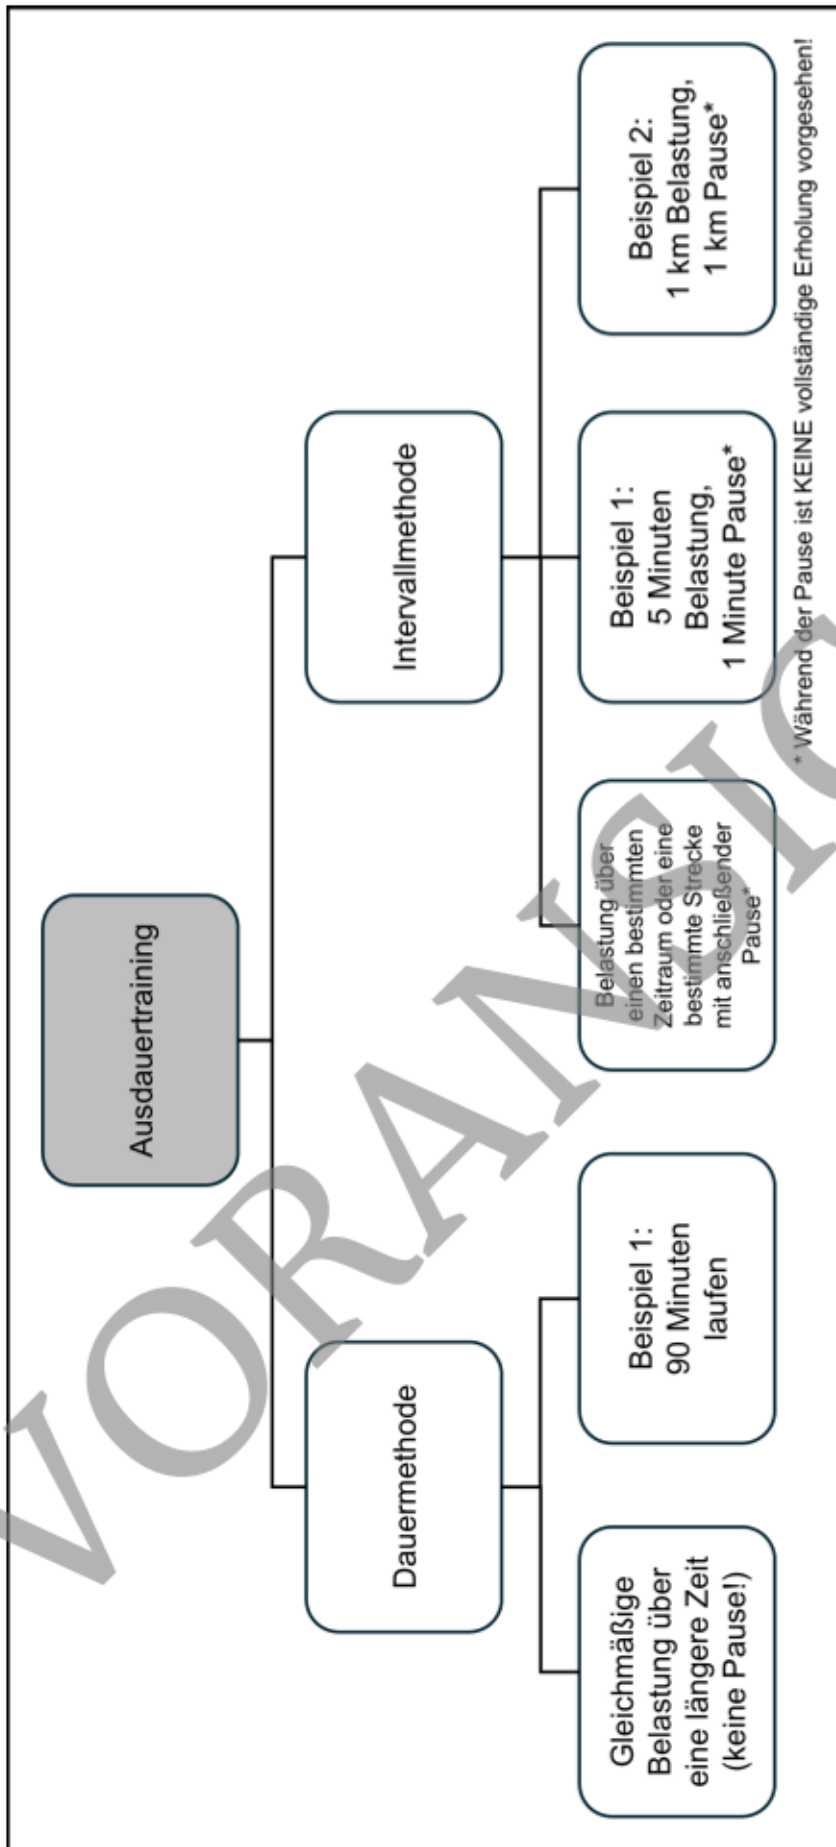 Ausdauertraining
Dauermethode
Intervallmethode
Gleichmäßige
Belastung über
eine längere Zeit
(keine Pause!)
Beispiel 1:
90 Minuten
laufen
Belastung über
einen bestimmten
Zeitraum oder eine
bestimmte Strecke
mit anschließender
Pause*
Beispiel 1:
5 Minuten
Belastung,
1 Minute Pause*
Beispiel 2:
1 km Belastung,
1 km Pause*
* Während der Pause ist KEINE vollständige Erholung vorgesehen!
VORANSIC